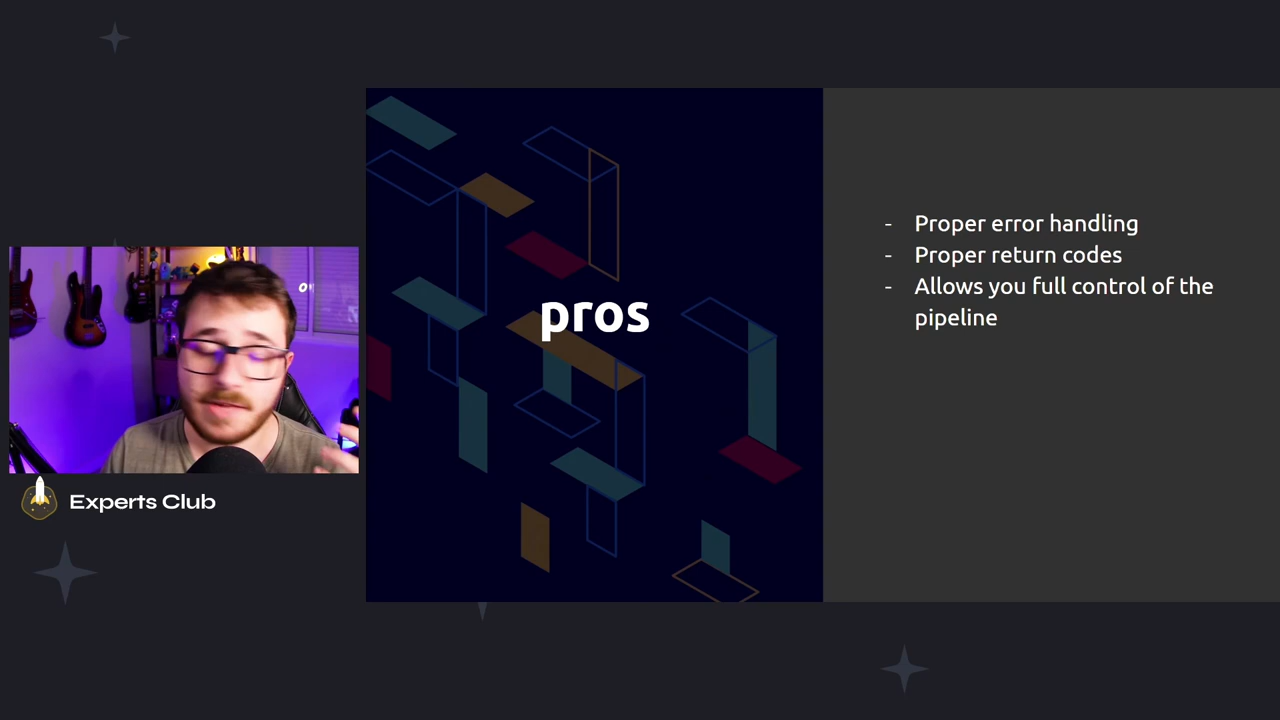 pros
- Proper error handling
- Proper return codes
- Allows you full control of the
pipeline
Experts Club